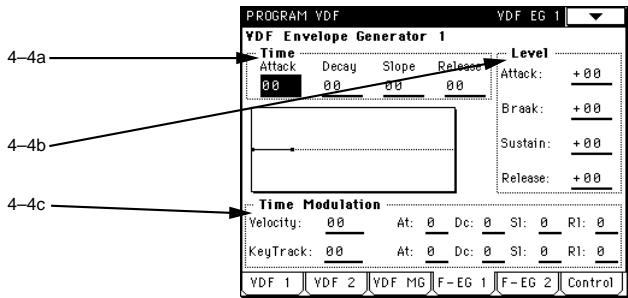 PROGRAM VDF VDF EG 1
VDF Envelope Generator 1
Time
Attack Decay Slope Release
00 00 00 00
Level
Attack: +00
Braak: +00
Sustain: +00
Release: +00
4–4a
4–4b
4–4c
Time Modulation
Velocity: 00 At: 0 Dc: 0 Sl: 0 Rl: 0
KeyTrack: 00 At: 0 Dc: 0 Sl: 0 Rl: 0
VDF 1 VDF 2 VDF MG F-EG 1 F-EG 2 Control